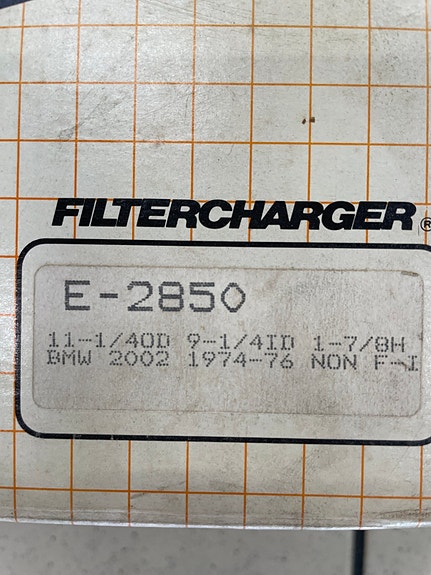 FILTERCHARGER®
E-2850
11-1/4OD 9-1/4ID 1-7/8H
BMW 2002 1974-76 NON F-I